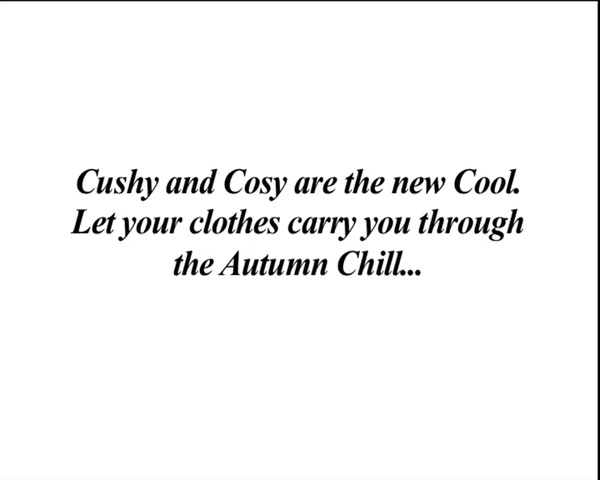 Cushy and Cosy are the new Cool.
Let your clothes carry you through
the Autumn Chill...